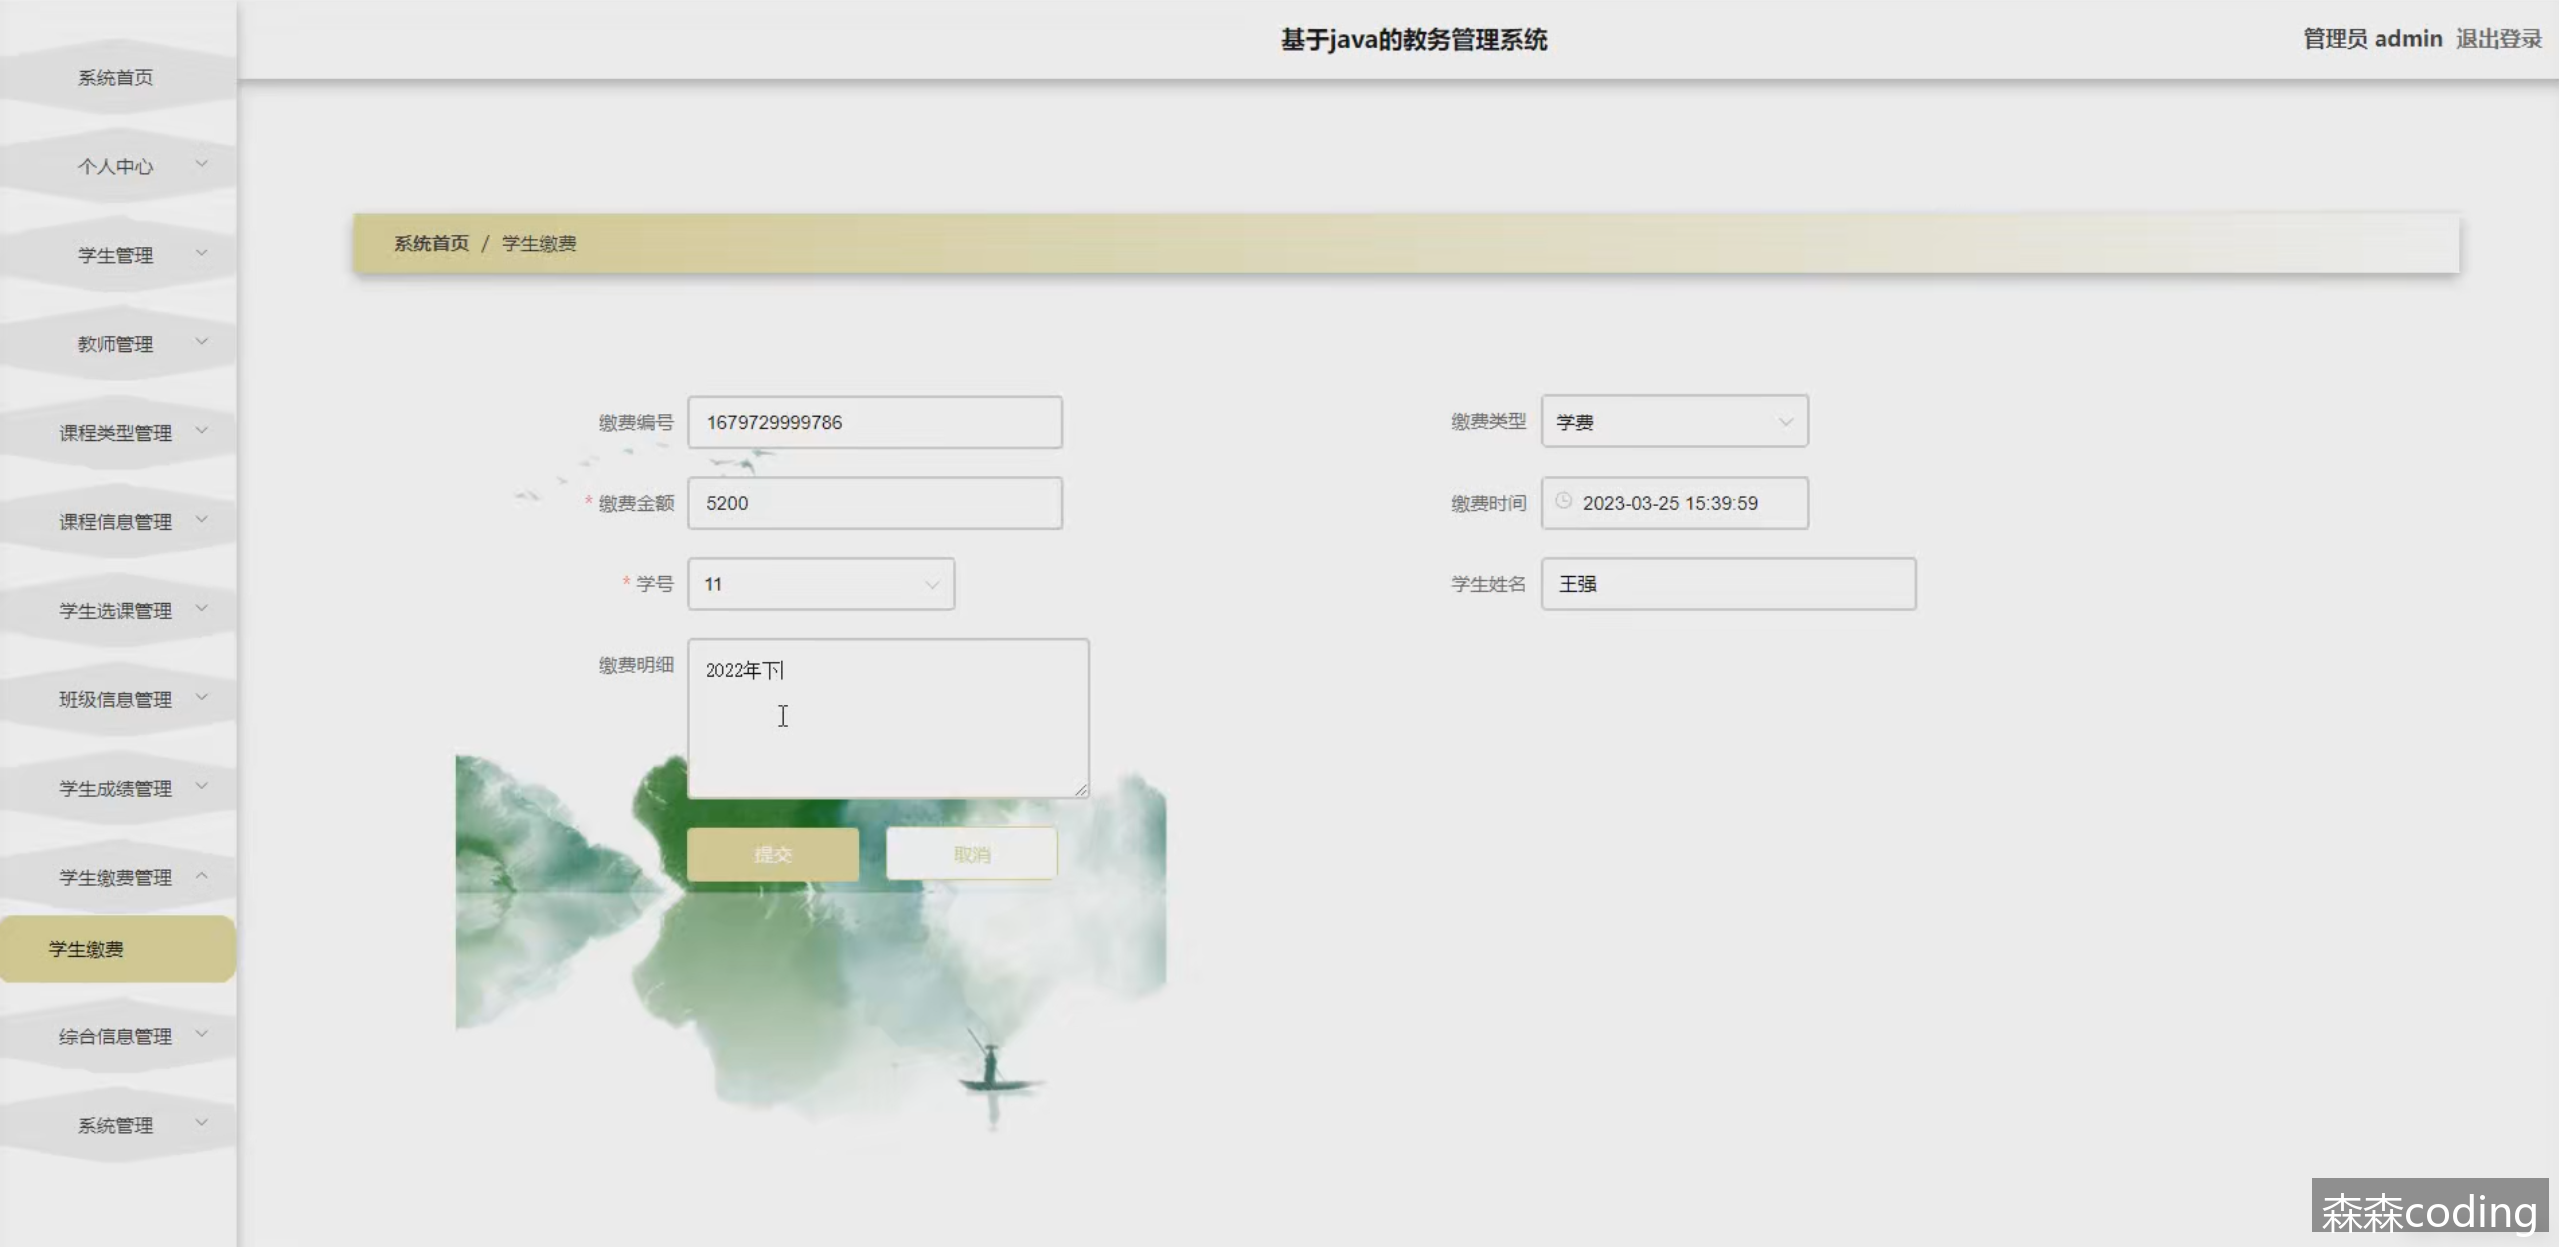 基于java的教务管理系统
管理员 admin 退出登录
系统首页
个人中心
学生管理
教师管理
课程类型管理
课程信息管理
学生选课管理
班级信息管理
学生成绩管理
学生缴费管理
学生缴费
综合信息管理
系统管理
系统首页 / 学生缴费
缴费编号 1679729999786
缴费类型 学费
* 缴费金额 5200
缴费时间 2023-03-25 15:39:59
* 学号 11
学生姓名 王强
缴费明细 2022年下
提交 取消
森森coding